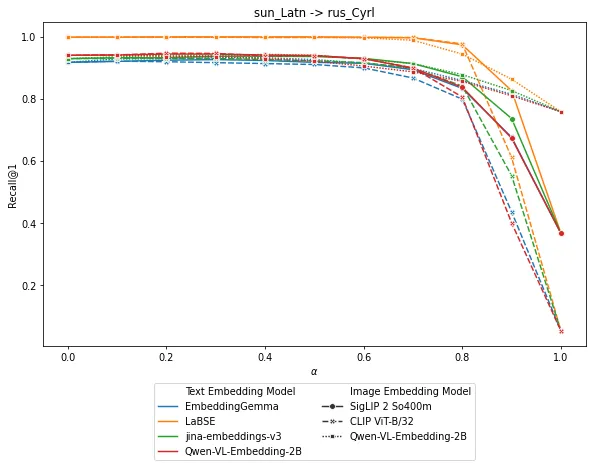 sun_Latn -> rus_Cyrl
Recall@1
1.0
0.8
0.6
0.4
0.2
0.0 0.2 0.4 0.6 0.8 1.0
α
Text Embedding Model
EmbeddingGemma
LaBSE
jina-embeddings-v3
Qwen-VL-Embedding-2B
Image Embedding Model
SigLIP 2 So400m
CLIP ViT-B/32
Qwen-VL-Embedding-2B